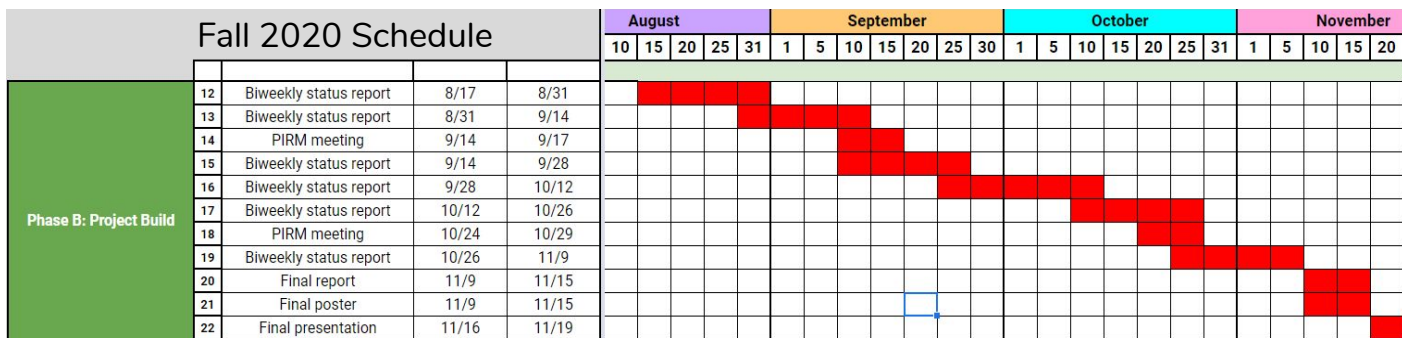 Fall 2020 Schedule
August September October November
10 15 20 25 31 1 5 10 15 20 25 30 1 5 10 15 20 25 31 1 5 10 15 20
Phase B: Project Build
12 Biweekly status report 8/17 8/31
13 Biweekly status report 8/31 9/14
14 PIRM meeting 9/14 9/17
15 Biweekly status report 9/14 9/28
16 Biweekly status report 9/28 10/12
17 Biweekly status report 10/12 10/26
18 PIRM meeting 10/24 10/29
19 Biweekly status report 10/26 11/9
20 Final report 11/9 11/15
21 Final poster 11/9 11/15
22 Final presentation 11/16 11/19